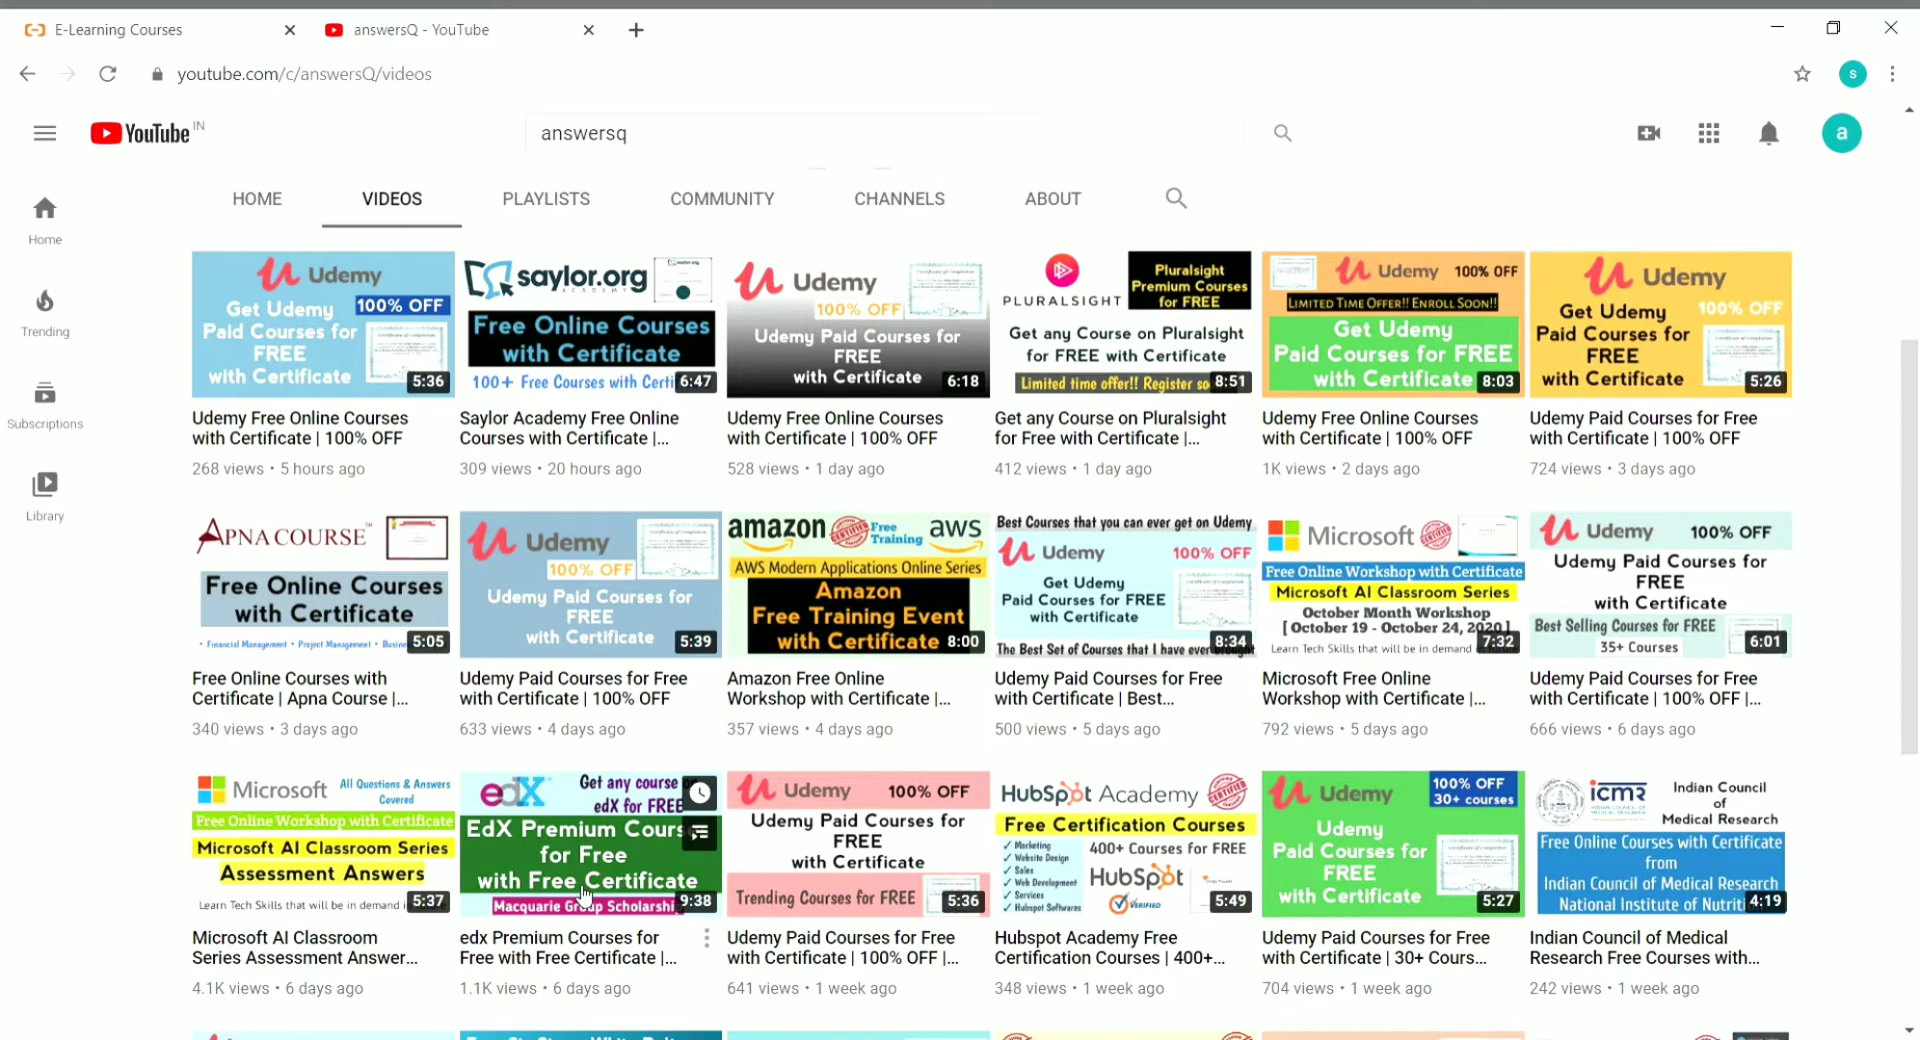 E-Learning Courses
answersQ - YouTube
youtube.com/c/answersQ/videos
S
YouTube IN
answersq
a
HOME
VIDEOS
PLAYLISTS
COMMUNITY
CHANNELS
ABOUT
Home
Trending
Subscriptions
Library
Udemy
Get Udemy 100% OFF
Paid Courses for
FREE
with Certificate
5:36
Udemy Free Online Courses
with Certificate | 100% OFF
268 views • 5 hours ago
saylor.org
ACADEMY
Free Online Courses
with Certificate
100+ Free Courses with Certi
6:47
Saylor Academy Free Online
Courses with Certificate |...
309 views • 20 hours ago
Udemy
100% OFF
Udemy Paid Courses for
FREE
with Certificate
6:18
Udemy Free Online Courses
with Certificate | 100% OFF
528 views • 1 day ago
PLURALSIGHT
Pluralsight
Premium Courses
for FREE
Get any Course on Pluralsight
for FREE with Certificate
Limited time offer!! Register so
8:51
Get any Course on Pluralsight
for Free with Certificate |...
412 views • 1 day ago
Udemy 100% OFF
LIMITED TIME OFFER!! ENROLL SOON!!
Get Udemy
Paid Courses for FREE
with Certificate
8:03
Udemy Free Online Courses
with Certificate | 100% OFF
1K views • 2 days ago
Udemy
Get Udemy 100% OFF
Paid Courses for
FREE
with Certificate
5:26
Udemy Paid Courses for Free
with Certificate | 100% OFF
724 views • 3 days ago
APNA COURSE™
Free Online Courses
with Certificate
• Financial Management • Project Management • Busine
5:05
Free Online Courses with
Certificate | Apna Course |...
340 views • 3 days ago
Udemy
100% OFF
Udemy Paid Courses for
FREE
with Certificate
5:39
Udemy Paid Courses for Free
with Certificate | 100% OFF
633 views • 4 days ago
amazon CERTIFIED Free
Training aws
AWS Modern Applications Online Series
Amazon
Free Training Event
with Certificate
8:00
Amazon Free Online
Workshop with Certificate |...
357 views • 4 days ago
Best Courses that you can ever get on Udemy
Udemy 100% OFF
Get Udemy
Paid Courses for FREE
with Certificate
8:34
The Best Set of Courses that I have ever brought
Udemy Paid Courses for Free
with Certificate | Best...
500 views • 5 days ago
Microsoft CERTIFIED
Free Online Workshop with Certificate
Microsoft AI Classroom Series
October Month Workshop
[ October 19 - October 24, 2020 ]
7:32
Learn Tech Skills that will be in demand
Microsoft Free Online
Workshop with Certificate |...
792 views • 5 days ago
Udemy 100% OFF
Udemy Paid Courses for
FREE
with Certificate
Best Selling Courses for FREE
35+ Courses
6:01
Udemy Paid Courses for Free
with Certificate | 100% OFF |...
666 views • 6 days ago
Microsoft All Questions & Answers
Covered
Free Online Workshop with Certificate
Microsoft AI Classroom Series
Assessment Answers
Learn Tech Skills that will be in demand i
5:37
Microsoft AI Classroom
Series Assessment Answer...
4.1K views • 6 days ago
edX Get any course o
edX for FREE
EdX Premium Cours
for Free
with Free Certificate
Macquarie Group Scholarshi
9:38
edx Premium Courses for
Free with Free Certificate |...
1.1K views • 6 days ago
Udemy 100% OFF
Udemy Paid Courses for
FREE
with Certificate
Trending Courses for FREE
5:36
Udemy Paid Courses for Free
with Certificate | 100% OFF |...
641 views • 1 week ago
HubSpot Academy CERTIFIED
Free Certification Courses
✓ Marketing
✓ Website Design
✓ Sales
✓ Web Development
✓ Services
✓ Hubspot Softwares
400+ Courses for FREE
HubSpot
VERIFIED
5:49
Hubspot Academy Free
Certification Courses | 400+...
348 views • 1 week ago
Udemy 100% OFF
30+ courses
Udemy
Paid Courses for
FREE
with Certificate
5:27
Udemy Paid Courses for Free
with Certificate | 30+ Cours...
704 views • 1 week ago
icmr
Indian Council
of
Medical Research
Free Online Courses with Certificate
from
Indian Council of Medical Research
National Institute of Nutriti
4:19
Indian Council of Medical
Research Free Courses with...
242 views • 1 week ago